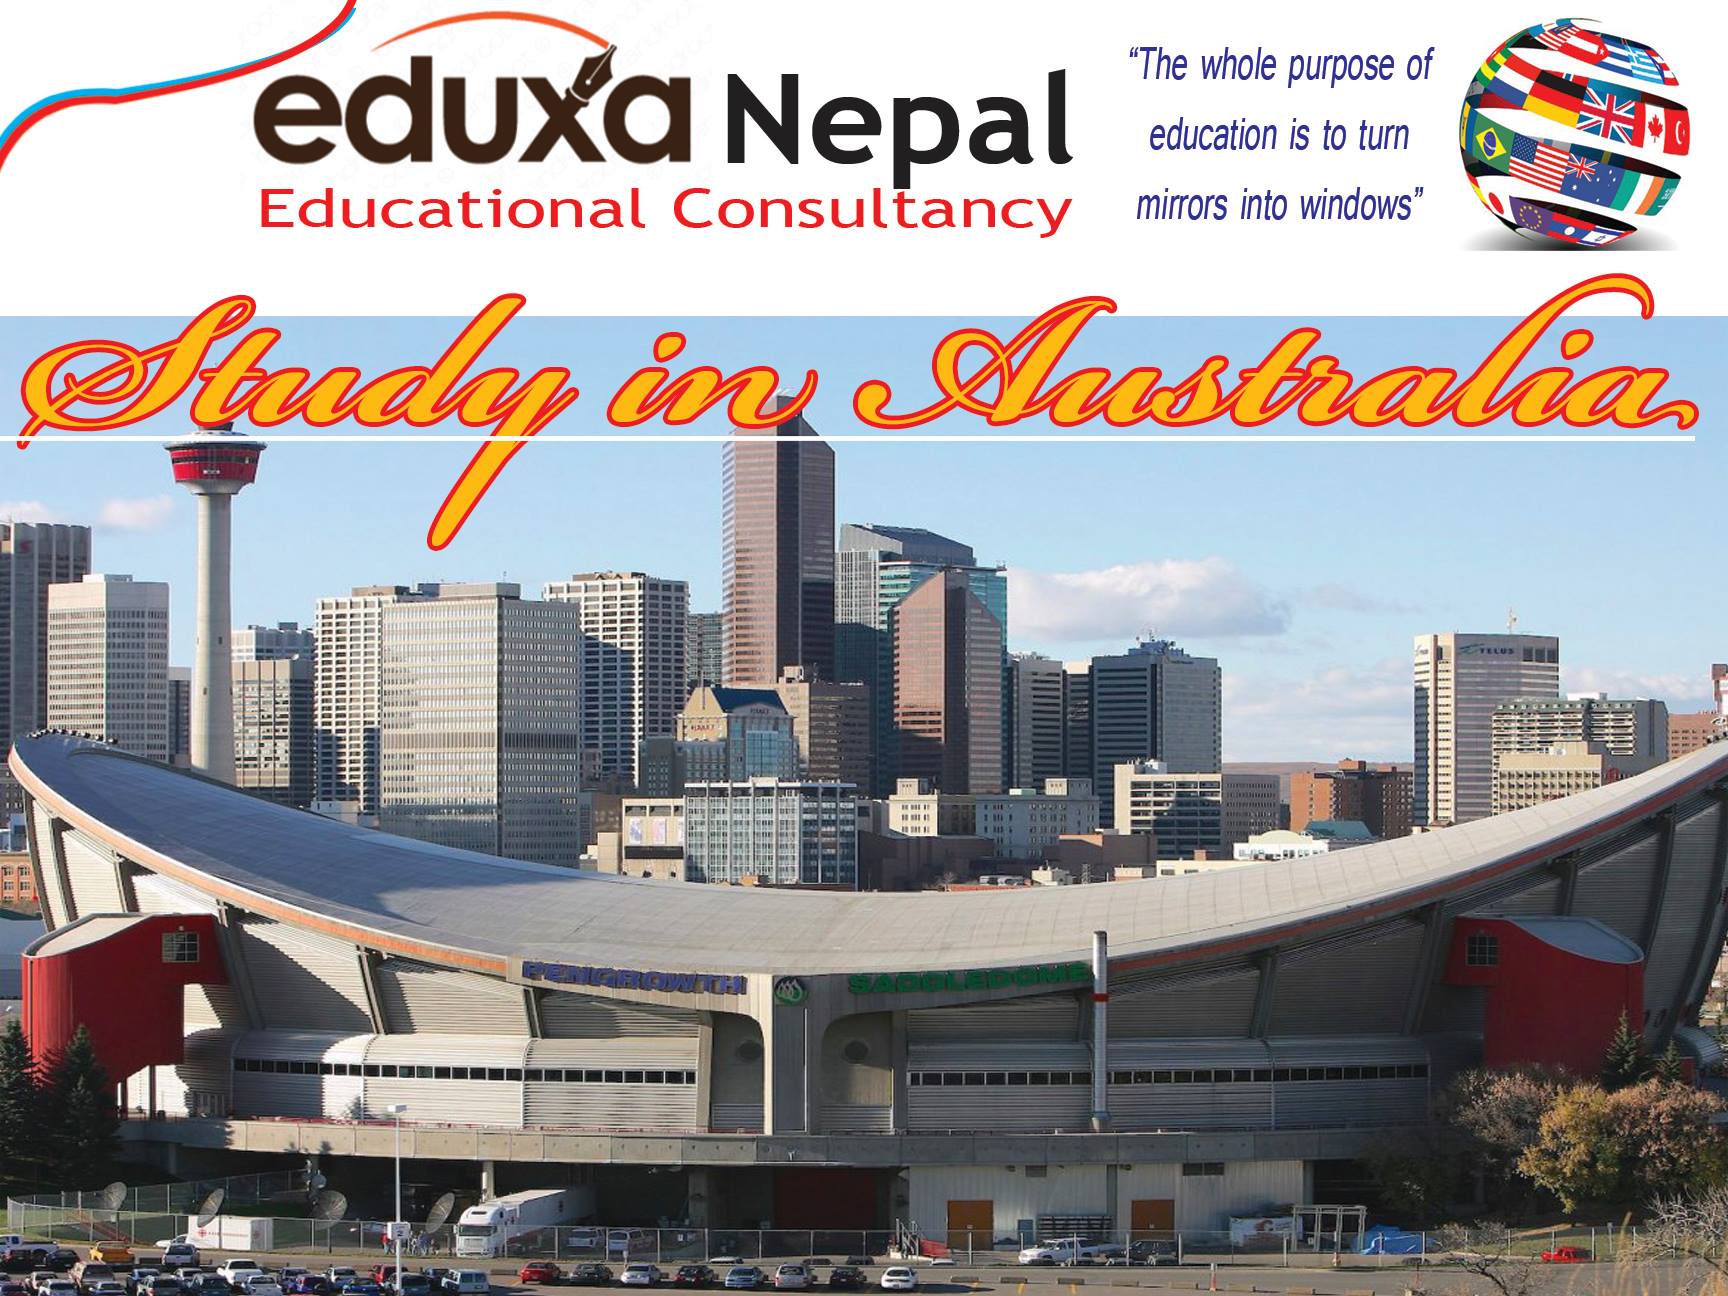 eduxa Nepal
Educational Consultancy
“The whole purpose of
education is to turn
mirrors into windows”
Study in Australia
TELUS
HYATT
PENGROWTH SADDLEDOME